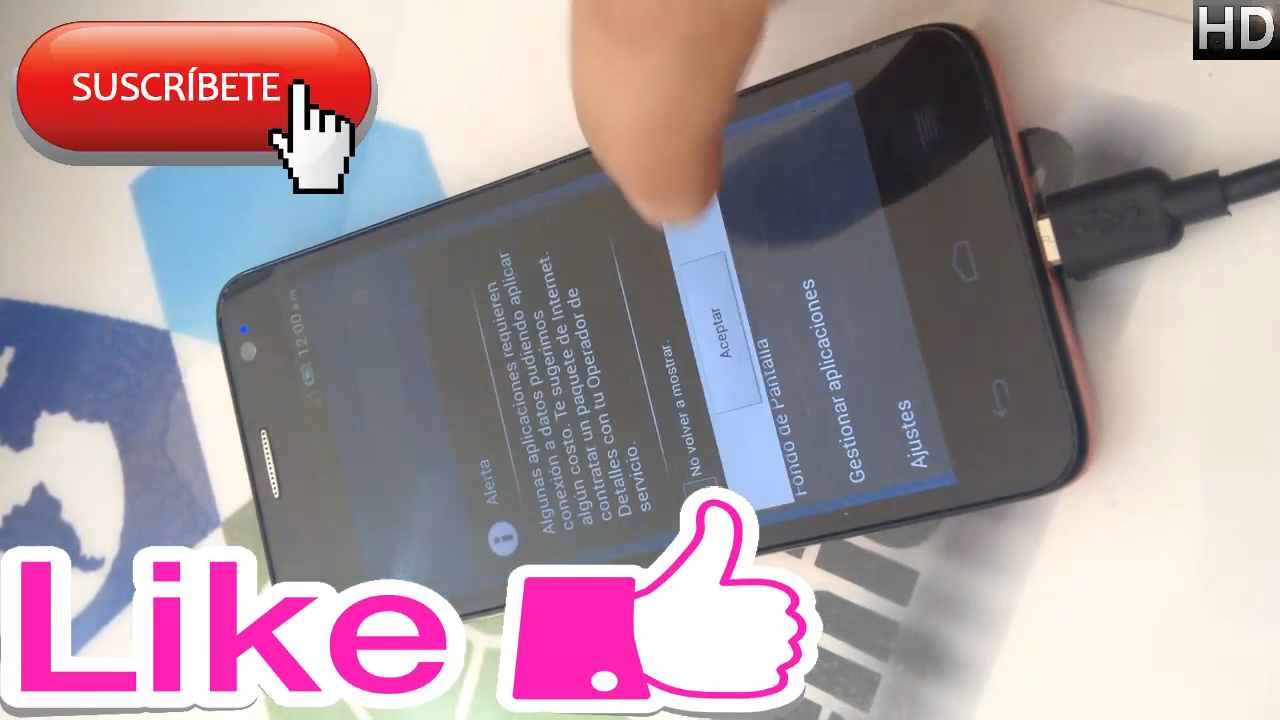 SUSCRÍBETE
HD
12:00 a.m.
Alerta
Algunas aplicaciones requieren
conexión a datos pudiendo aplicar
algún costo. Te sugerimos
contratar un paquete de Internet.
Detalles con tu Operador de
servicio.
No volver a mostrar.
Aceptar
Fondo de Pantalla
Gestionar aplicaciones
Ajustes
Like